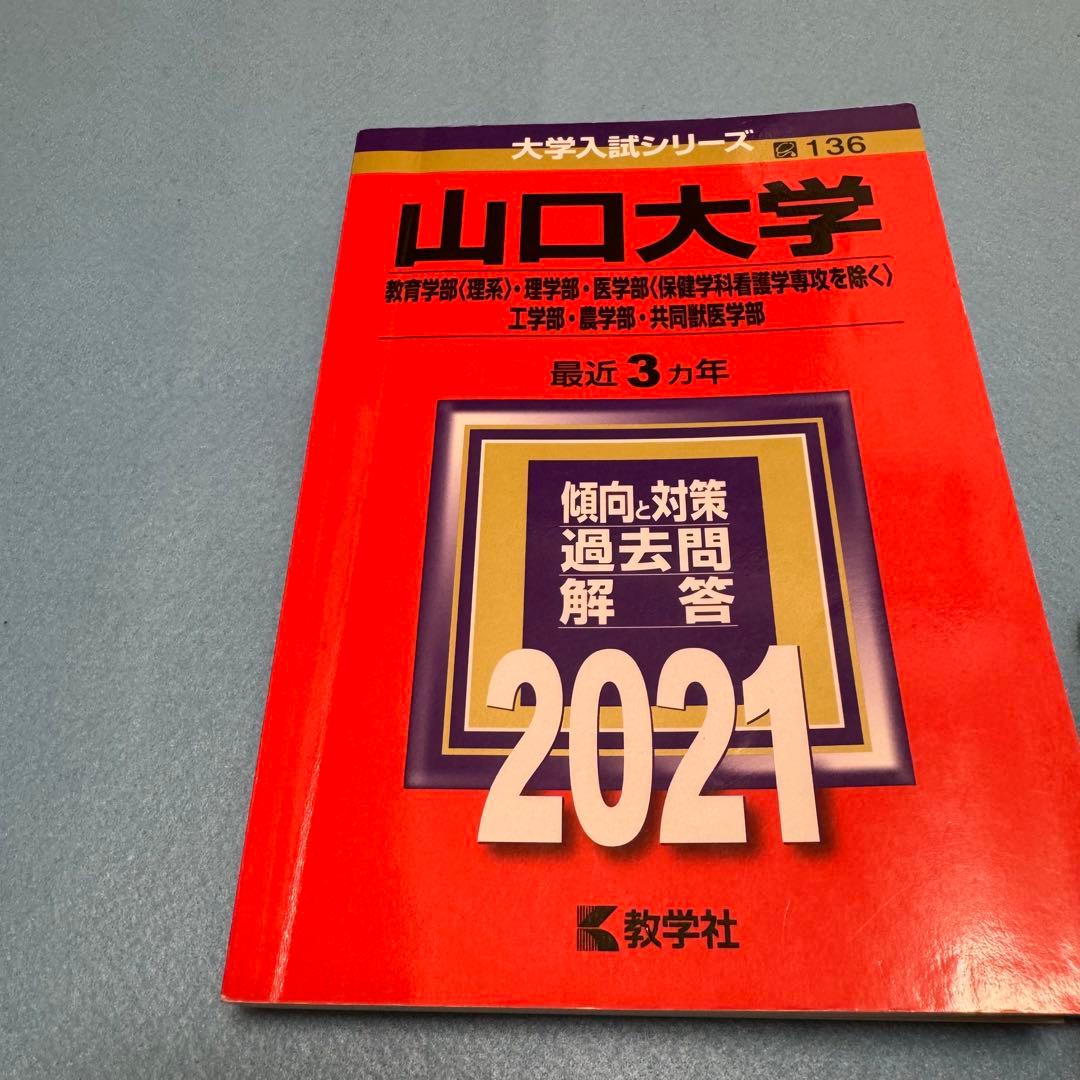 大学入試シリーズ 136
山口大学
教育学部〈理系〉・理学部・医学部〈保健学科看護学専攻を除く〉
工学部・農学部・共同獣医学部
最近3カ年
傾向と対策
過去問
解答
2021
教学社